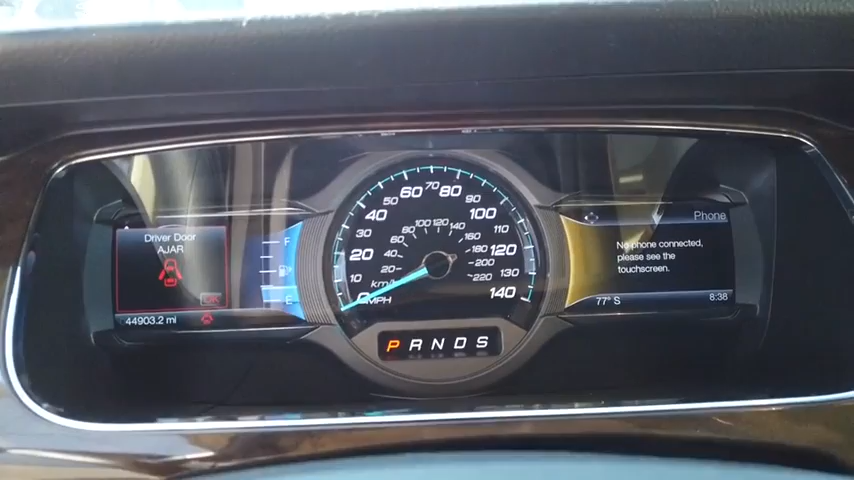 Driver Door
AJAR
OK
44903.2 mi
F
E
0 10 20 30 40 50 60 70 80 90 100 110 120 130 140
20 40 60 80 100 120 140 160 180 200 220
km/h
MPH
P R N D S
Phone
No phone connected,
please see the
touchscreen.
77°F S
8:38